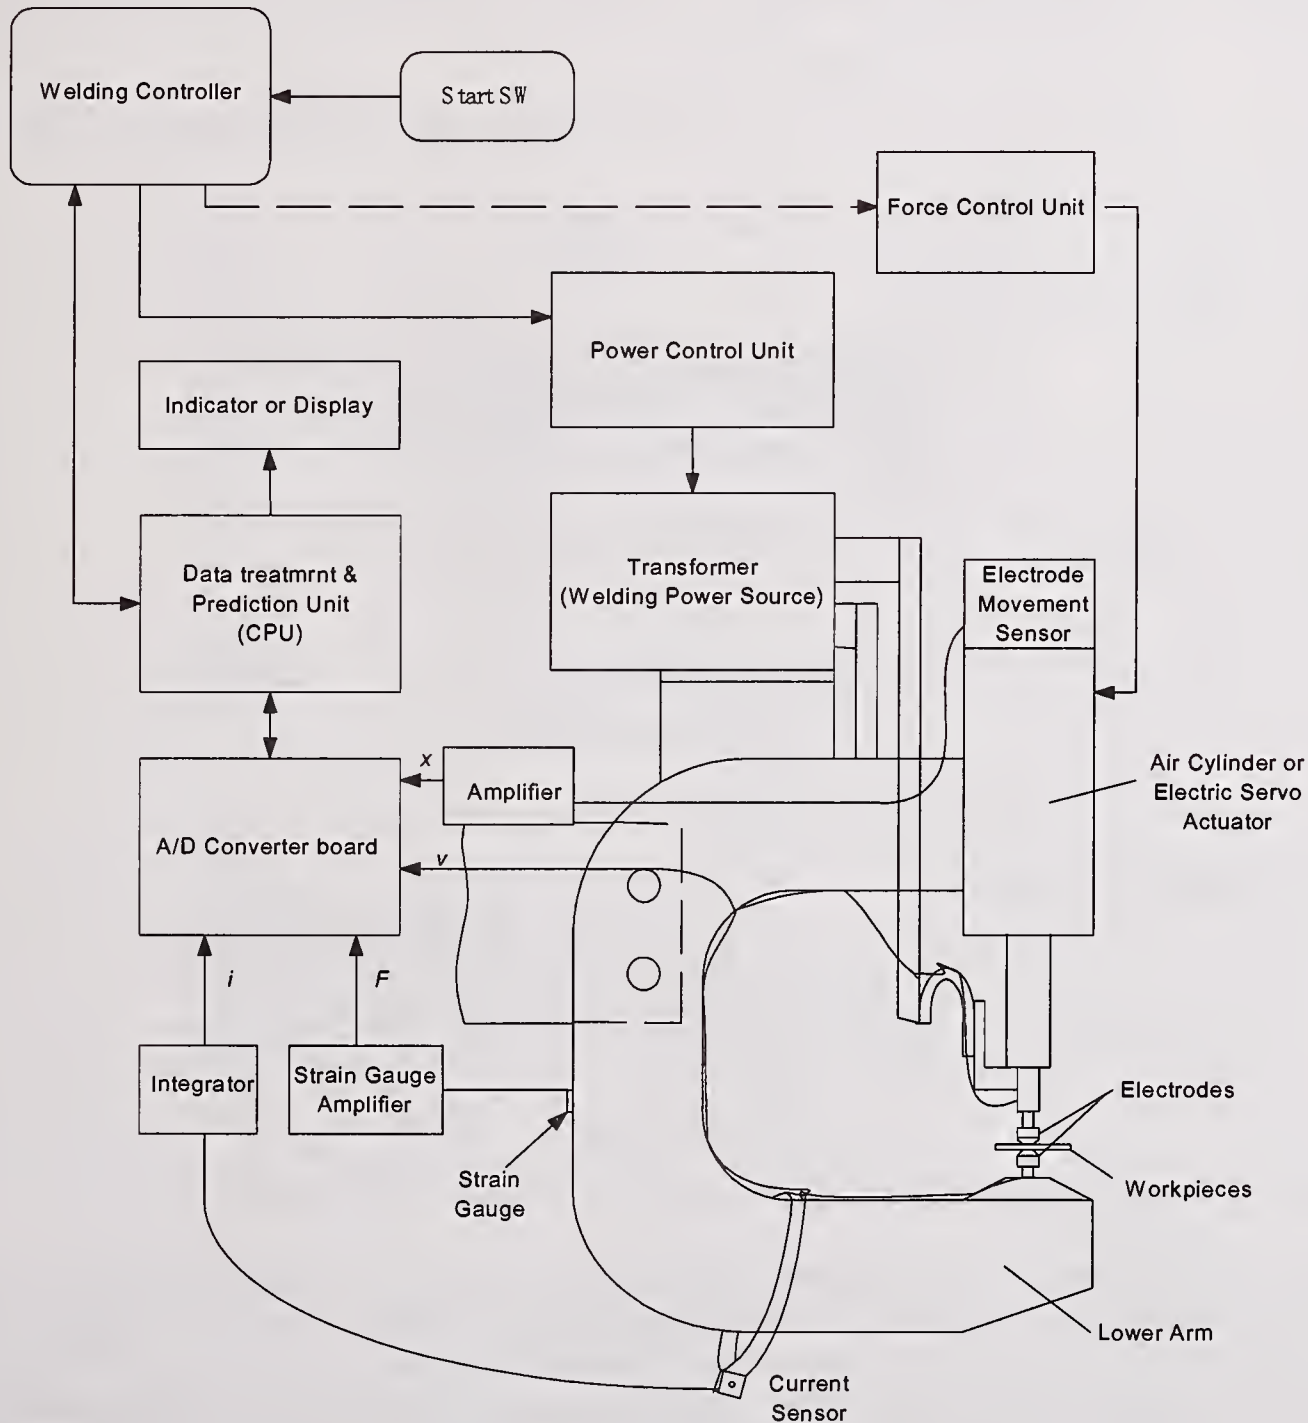 Welding Controller
Start SW
Force Control Unit
Power Control Unit
Indicator or Display
Data treatmrnt &
Prediction Unit
(CPU)
Transformer
(Welding Power Source)
Electrode
Movement
Sensor
x
Amplifier
Air Cylinder or
Electric Servo
Actuator
A/D Converter board
v
i
F
Integrator
Strain Gauge
Amplifier
Electrodes
Strain
Gauge
Workpieces
Lower Arm
Current
Sensor